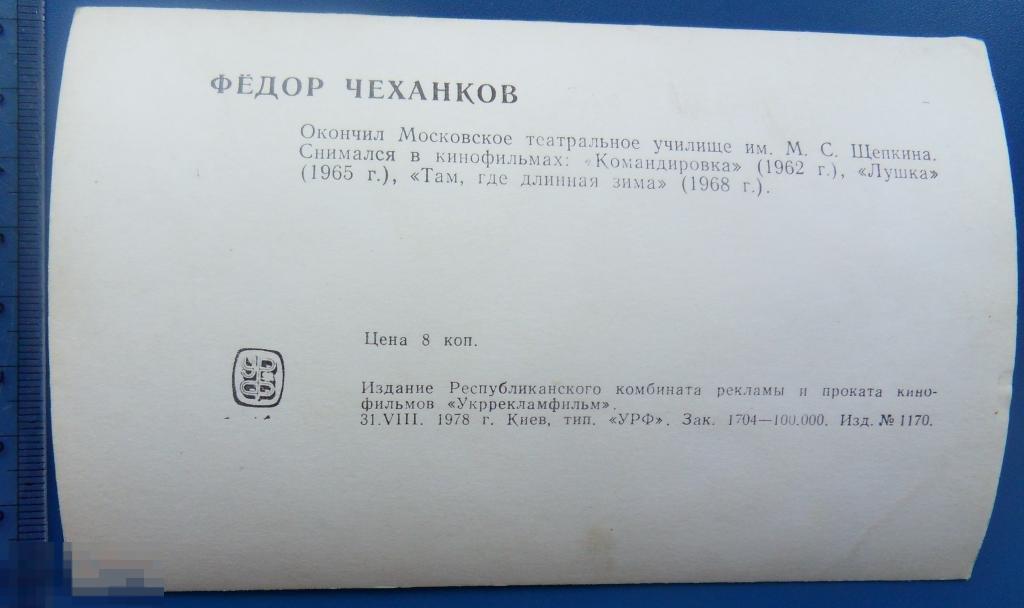 ФЁДОР ЧЕХАНКОВ
Окончил Московское театральное училище им. М. С. Щепкина.
Снимался в кинофильмах: «Командировка» (1962 г.), «Лушка»
(1965 г.), «Там, где длинная зима» (1968 г.).
Цена 8 коп.
Издание Республиканского комбината рекламы и проката кино-
фильмов «Укррекламфильм».
31.VIII. 1978 г. Киев, тип. «УРФ». Зак. 1704—100.000. Изд. № 1170.